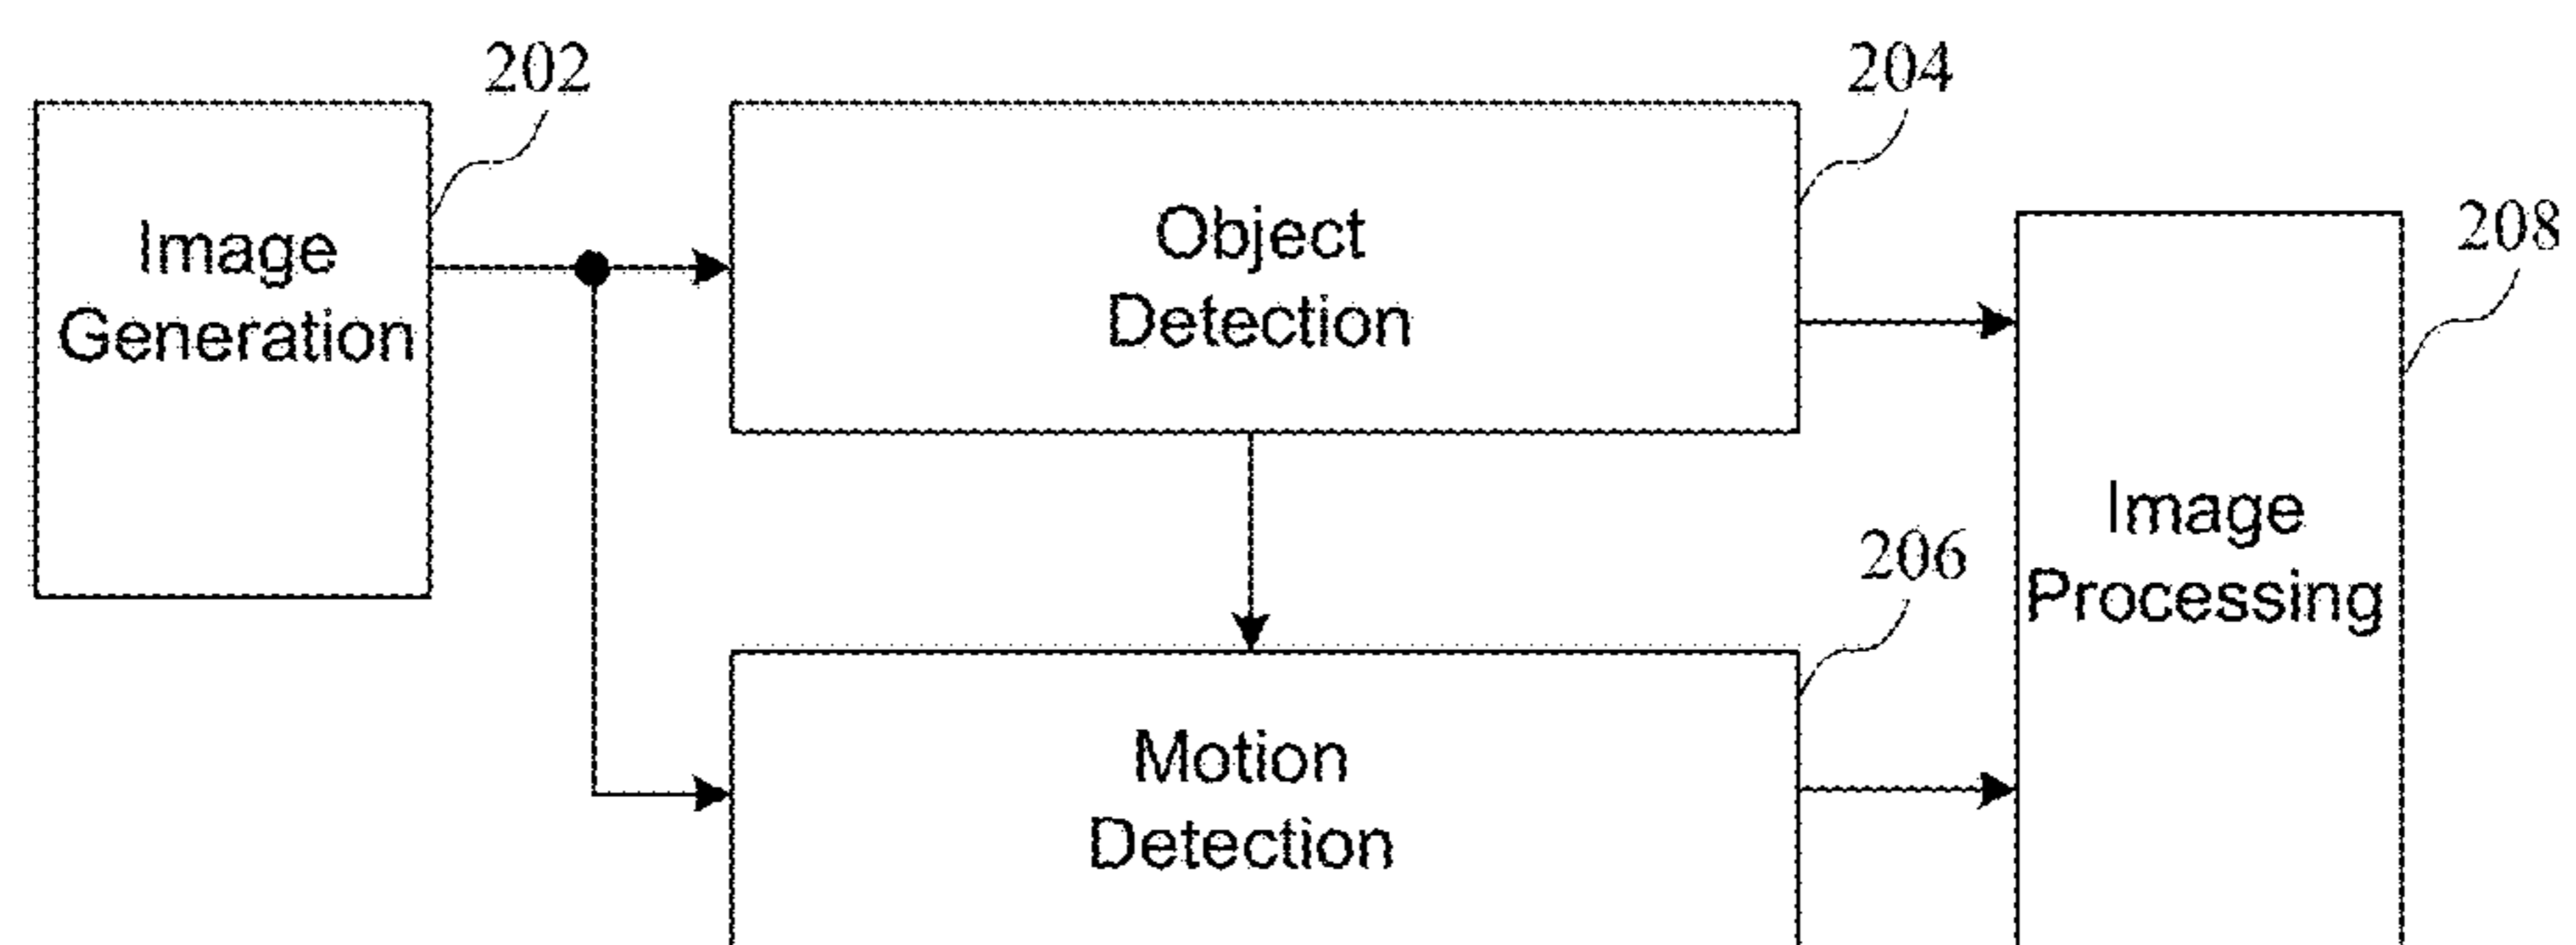 202
204
Image
Generation
Object
Detection
208
Image
Processing
206
Motion
Detection